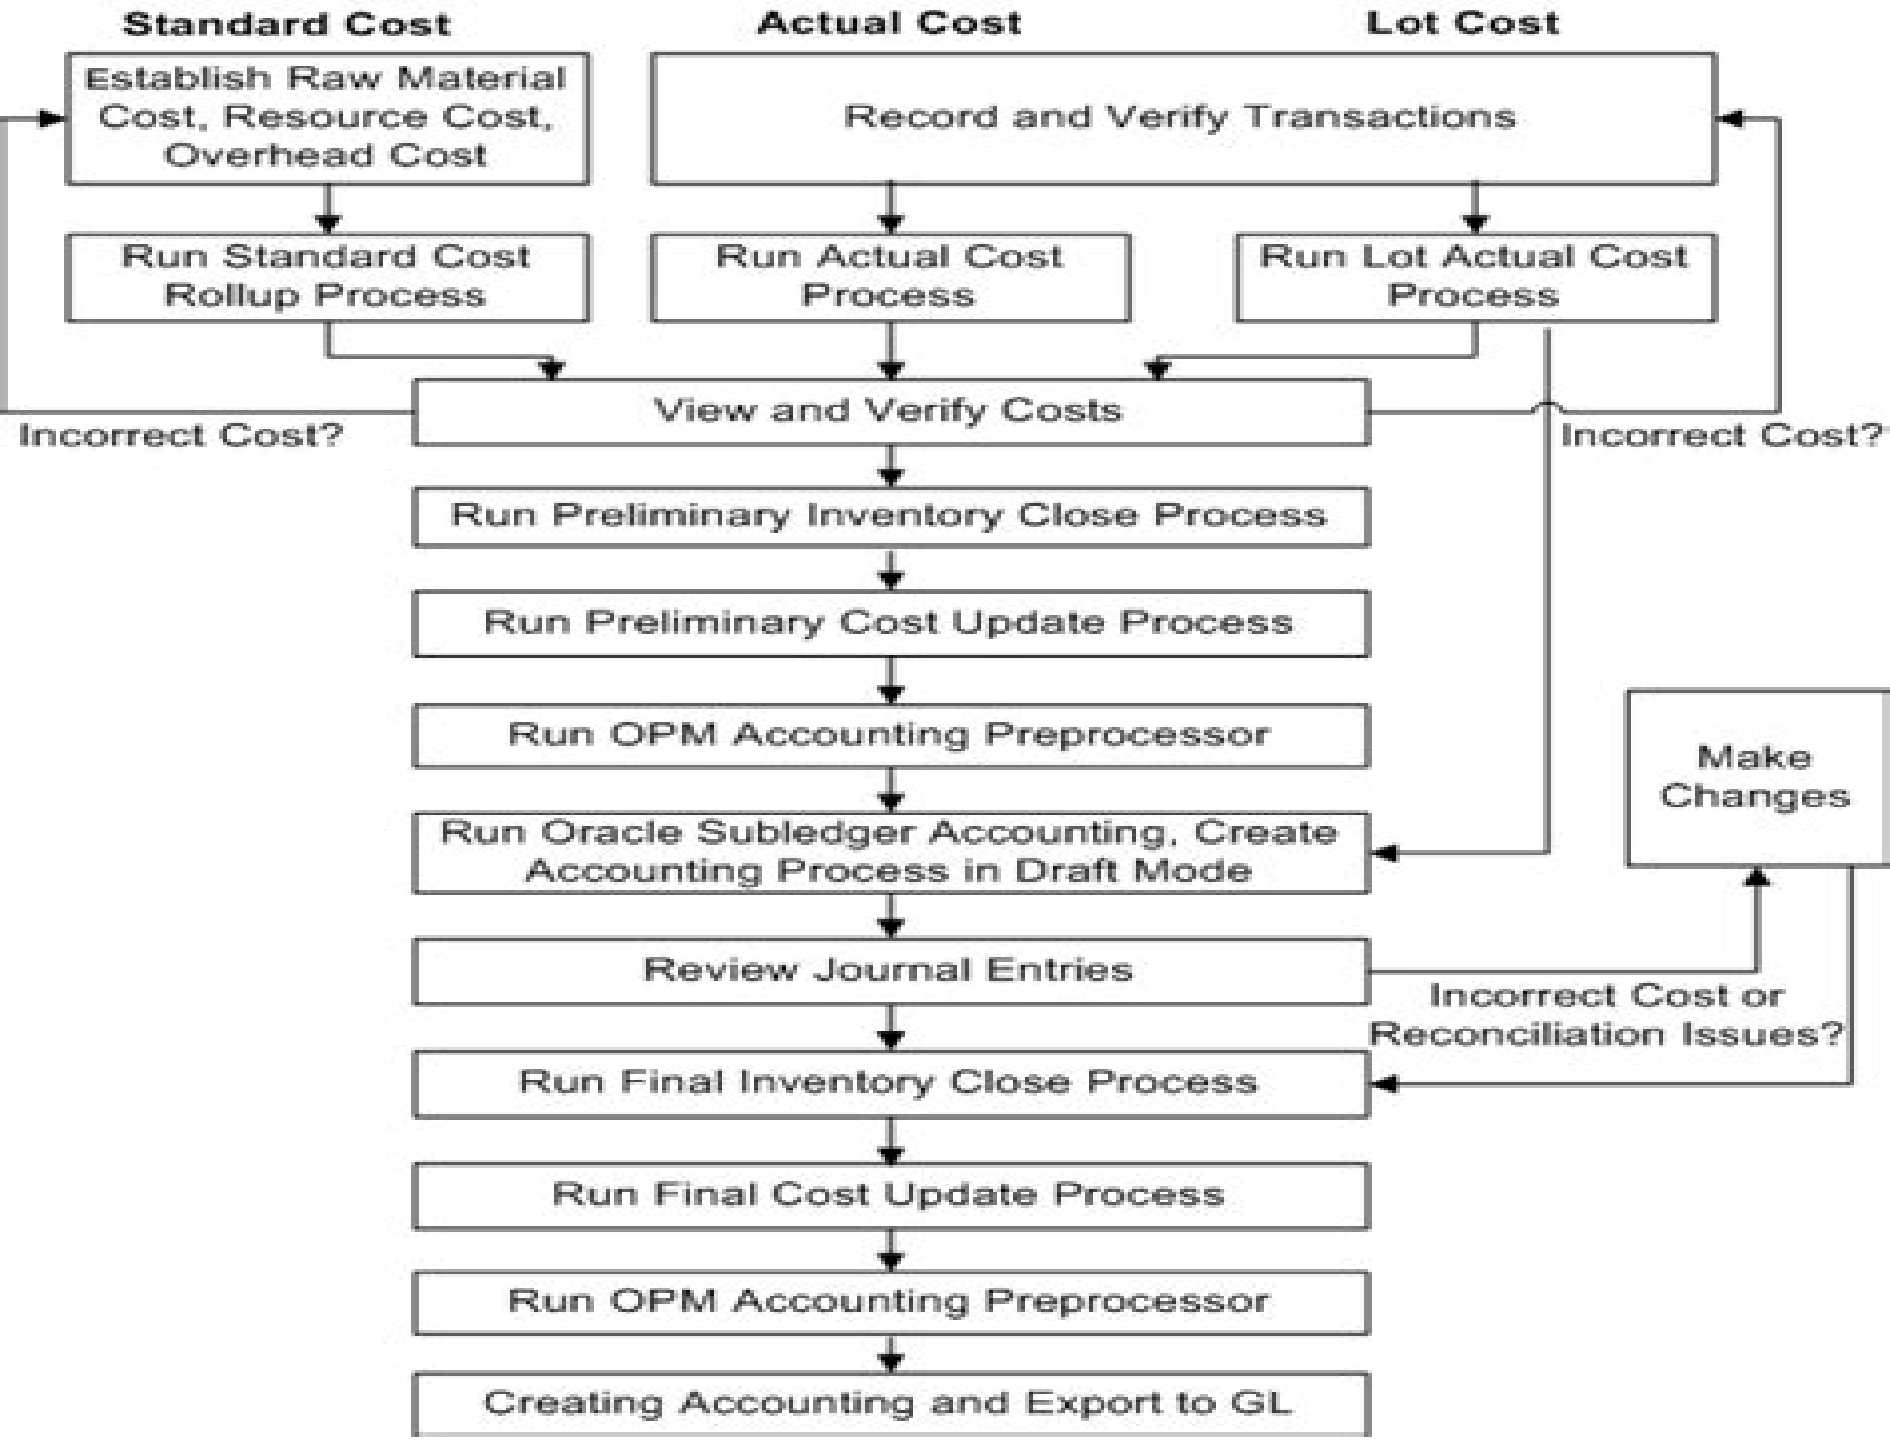 Standard Cost
Actual Cost
Lot Cost
Establish Raw Material
Cost, Resource Cost,
Overhead Cost
Record and Verify Transactions
Run Standard Cost
Rollup Process
Run Actual Cost
Process
Run Lot Actual Cost
Process
View and Verify Costs
Incorrect Cost?
Incorrect Cost?
Run Preliminary Inventory Close Process
Run Preliminary Cost Update Process
Run OPM Accounting Preprocessor
Make
Changes
Run Oracle Subledger Accounting, Create
Accounting Process in Draft Mode
Review Journal Entries
Incorrect Cost or
Reconciliation Issues?
Run Final Inventory Close Process
Run Final Cost Update Process
Run OPM Accounting Preprocessor
Creating Accounting and Export to GL